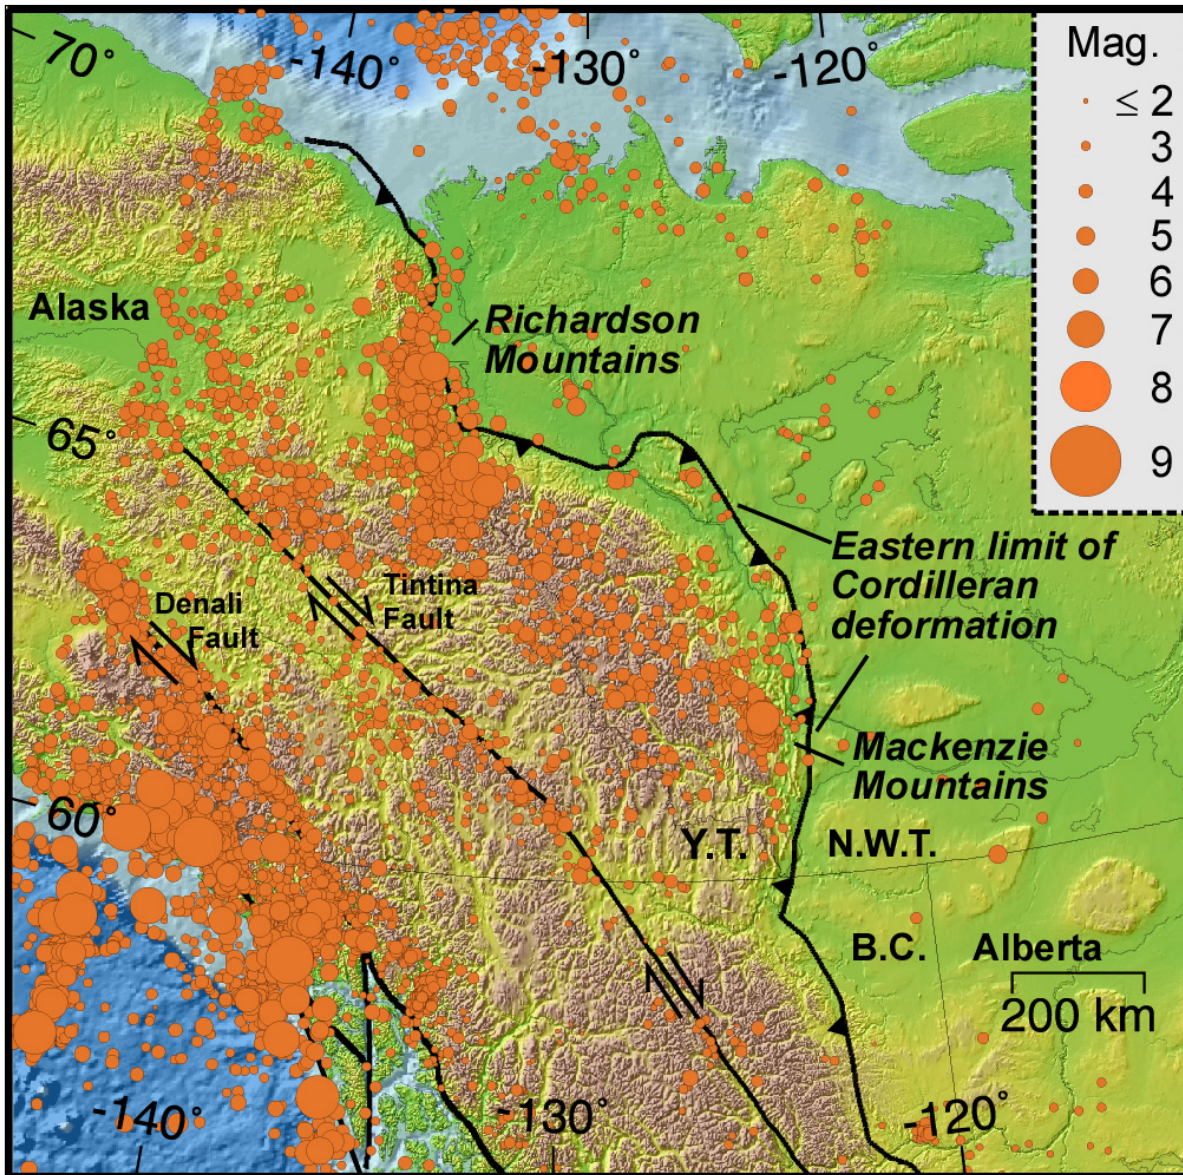 70°
-140°
-130°
-120°
Mag.
≤ 2
3
4
5
6
7
8
9
Alaska
Richardson
Mountains
65°
Eastern limit of
Cordilleran
deformation
Tintina
Fault
Denali
Fault
Mackenzie
Mountains
60°
Y.T.
N.W.T.
B.C.
Alberta
200 km
-140°
-130°
-120°